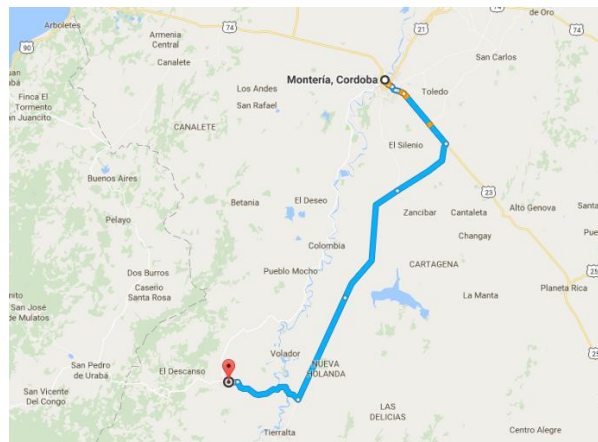 Arboletes
74
Armenia
Central
21
de Oro
74
90
Canalete
San Carlos
Montería, Cordoba
Finca El
Tormento
San Juancito
Los Andes
San Rafael
Toledo
CANALETE
El Silenio
Buenos Aires
23
Betania
El Deseo
Zancibar
Cantaleta
Alto Genova
Pelayo
Changay
Colombia
Dos Burros
Pueblo Mocho
CARTAGENA
Caserio
Santa Rosa
La Manta
Planeta Rica
San José
de Mulatos
Volador
NUEVA
HOLANDA
25
San Pedro
de Urabá
El Descanso
San Vicente
Del Congo
LAS
DELICIAS
Tierralta
Centro Alegre